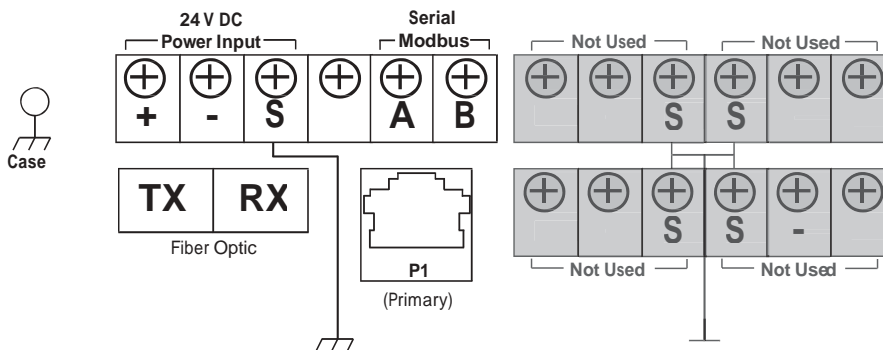 24 V DC
Power Input
Serial
Modbus
Not Used
Not Used
+ - S A B
S S
Case
TX RX
S S -
Fiber Optic
P1
Not Used
Not Used
(Primary)